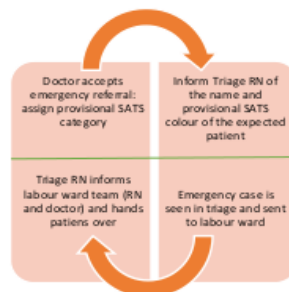 Doctor accepts
emergency referral:
assign provisional SATS
category
Inform Triage RN of
the name and
provisional SATS
colour of the expected
patient
Triage RN informs
labour ward team (RN
and doctor) and hands
patiens over
Emergency case is
seen in triage and sent
to labour ward